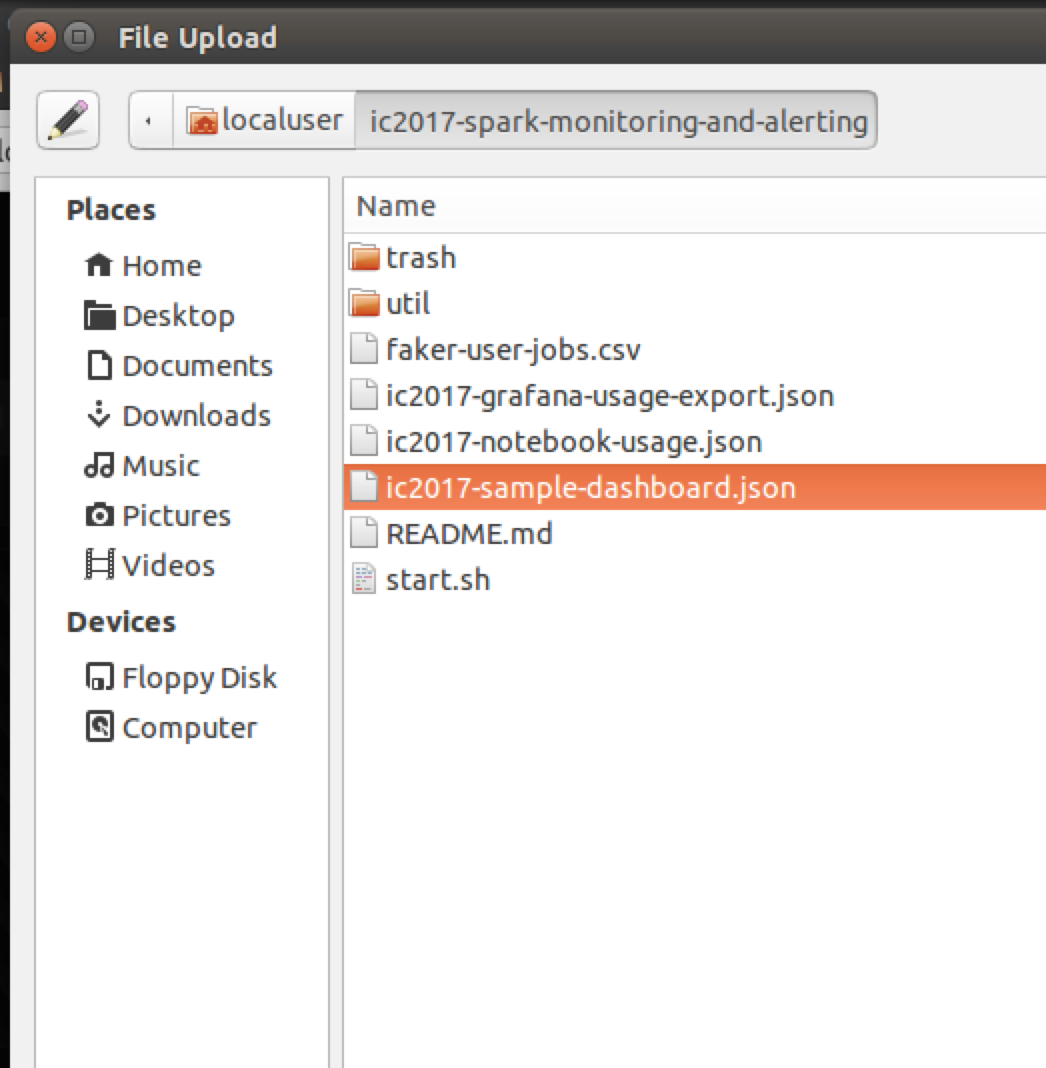 File Upload
localuser
ic2017-spark-monitoring-and-alerting
Places
Home
Desktop
Documents
Downloads
Music
Pictures
Videos
Devices
Floppy Disk
Computer
Name
trash
util
faker-user-jobs.csv
ic2017-grafana-usage-export.json
ic2017-notebook-usage.json
ic2017-sample-dashboard.json
README.md
start.sh